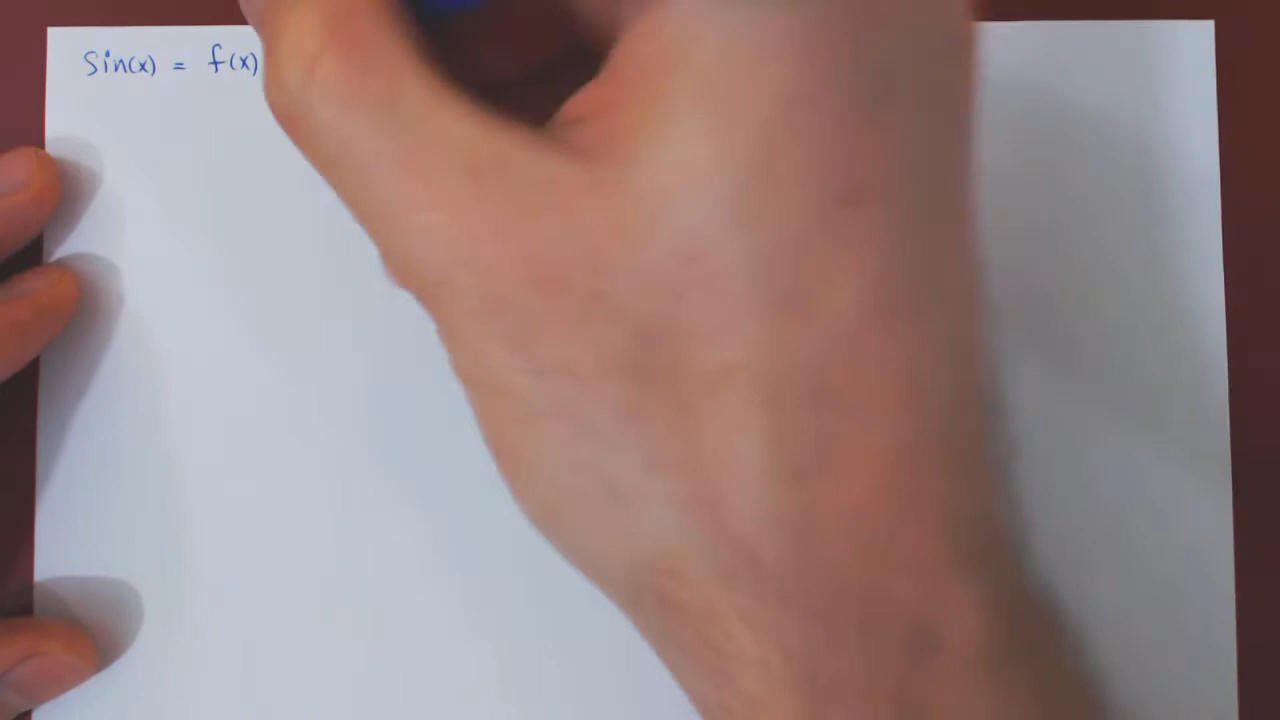 Sin(x) = f(x)